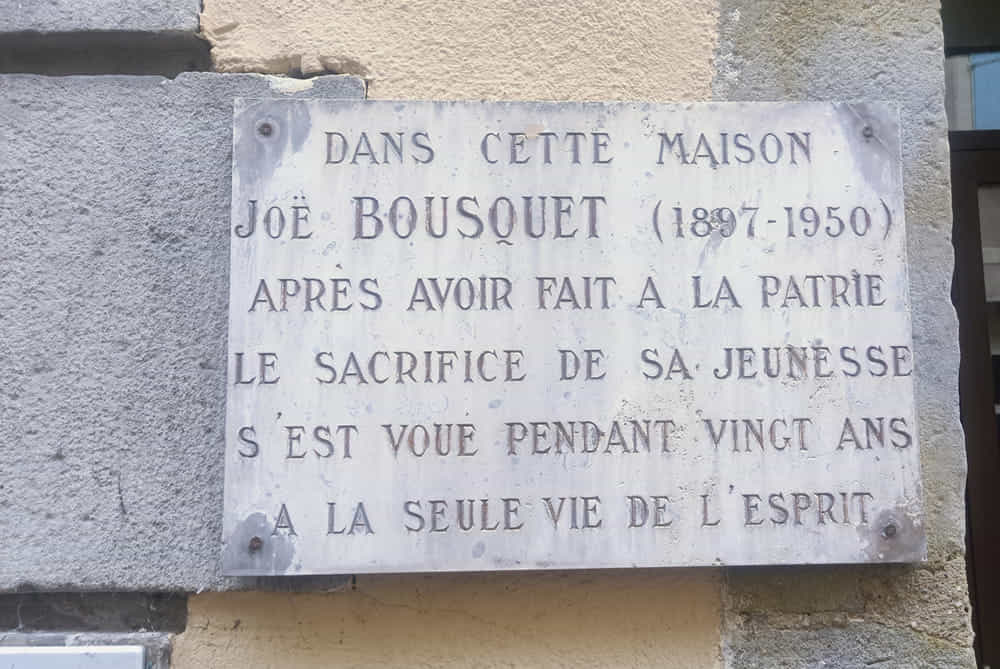 DANS CETTE MAISON
JOË BOUSQUET (1897-1950)
APRÈS AVOIR FAIT A LA PATRIE
LE SACRIFICE DE SA JEUNESSE
S'EST VOUÉ PENDANT VINGT ANS
A LA SEULE VIE DE L'ESPRIT